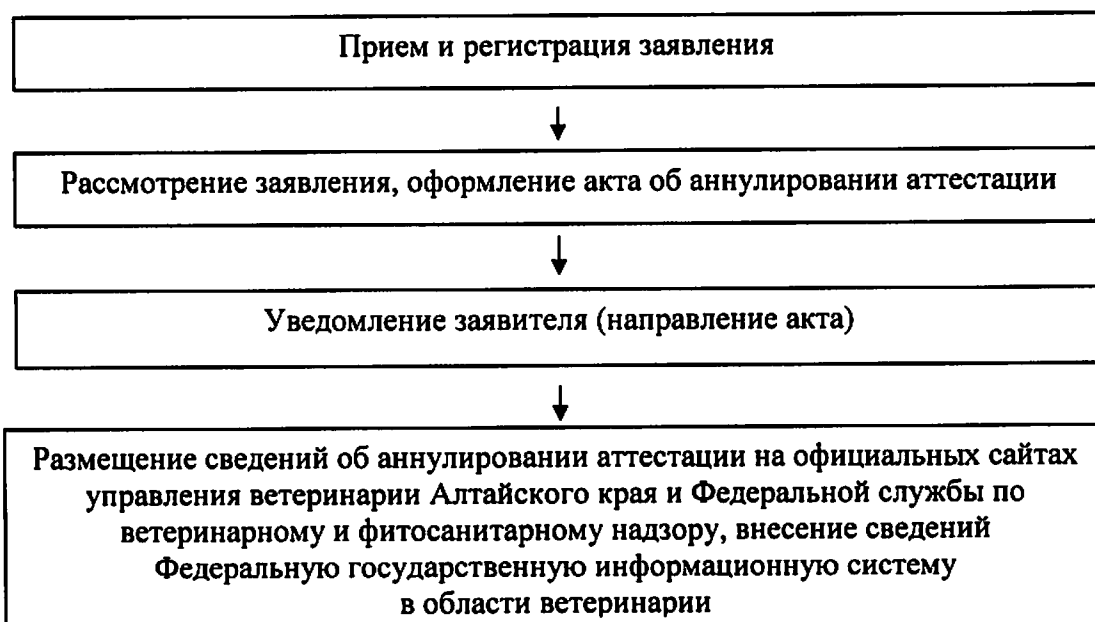 Прием и регистрация заявления
Рассмотрение заявления, оформление акта об аннулировании аттестации
Уведомление заявителя (направление акта)
Размещение сведений об аннулировании аттестации на официальных сайтах
управления ветеринарии Алтайского края и Федеральной службы по
ветеринарному и фитосанитарному надзору, внесение сведений
Федеральную государственную информационную систему
в области ветеринарии